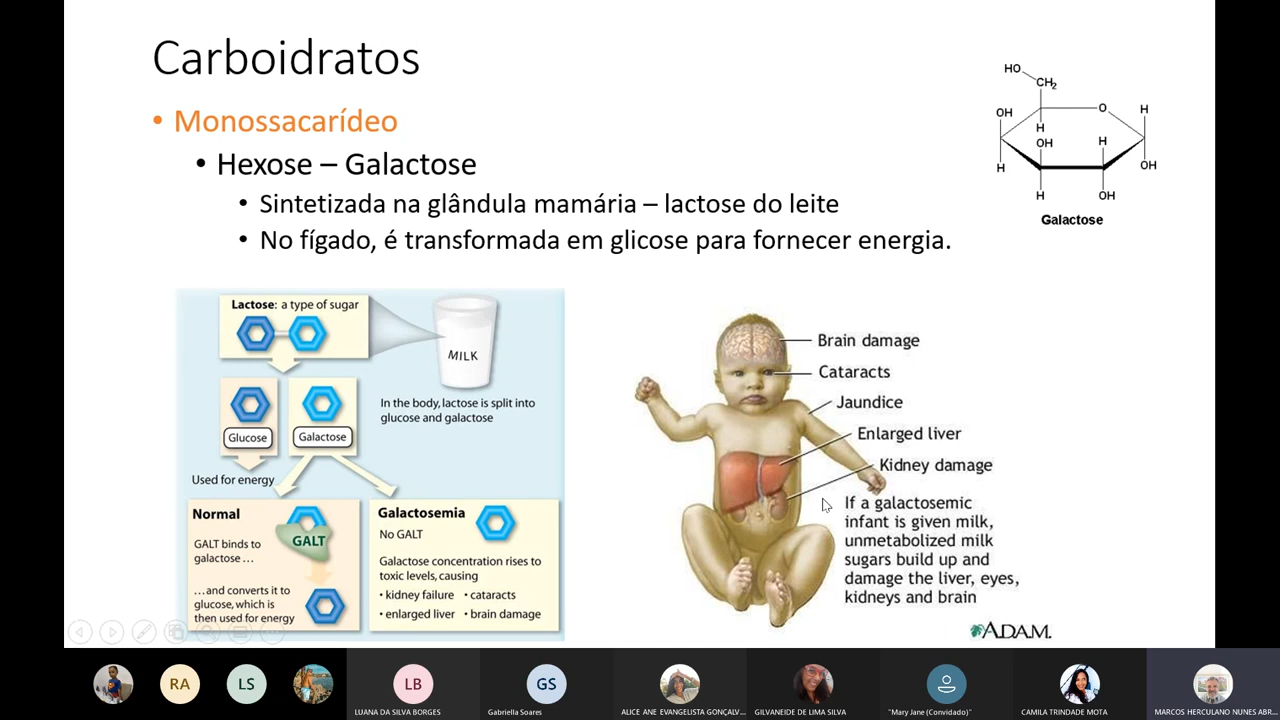 Carboidratos
• Monossacarídeo
• Hexose – Galactose
• Sintetizada na glândula mamária – lactose do leite
• No fígado, é transformada em glicose para fornecer energia.
HO
CH2
OH
O
H
H
OH
H
H
OH
H
OH
Galactose
Lactose: a type of sugar
MILK
In the body, lactose is split into
glucose and galactose
Glucose
Galactose
Used for energy
Normal
GALT
GALT binds to
galactose ...
...and converts it to
glucose, which is
then used for energy
Galactosemia
No GALT
Galactose concentration rises to
toxic levels, causing
• kidney failure • cataracts
• enlarged liver • brain damage
Brain damage
Cataracts
Jaundice
Enlarged liver
Kidney damage
If a galactosemic
infant is given milk,
unmetabolized milk
sugars build up and
damage the liver, eyes,
kidneys and brain
ADAM.
RA
LS
LB
LUANA DA SILVA BORGES
GS
Gabriella Soares
ALICE ANE EVANGELISTA GONÇALV...
GILVANEIDE DE LIMA SILVA
"Mary Jane (Convidado)"
CAMILA TRINDADE MOTA
MARCOS HERCULANO NUNES ABR...